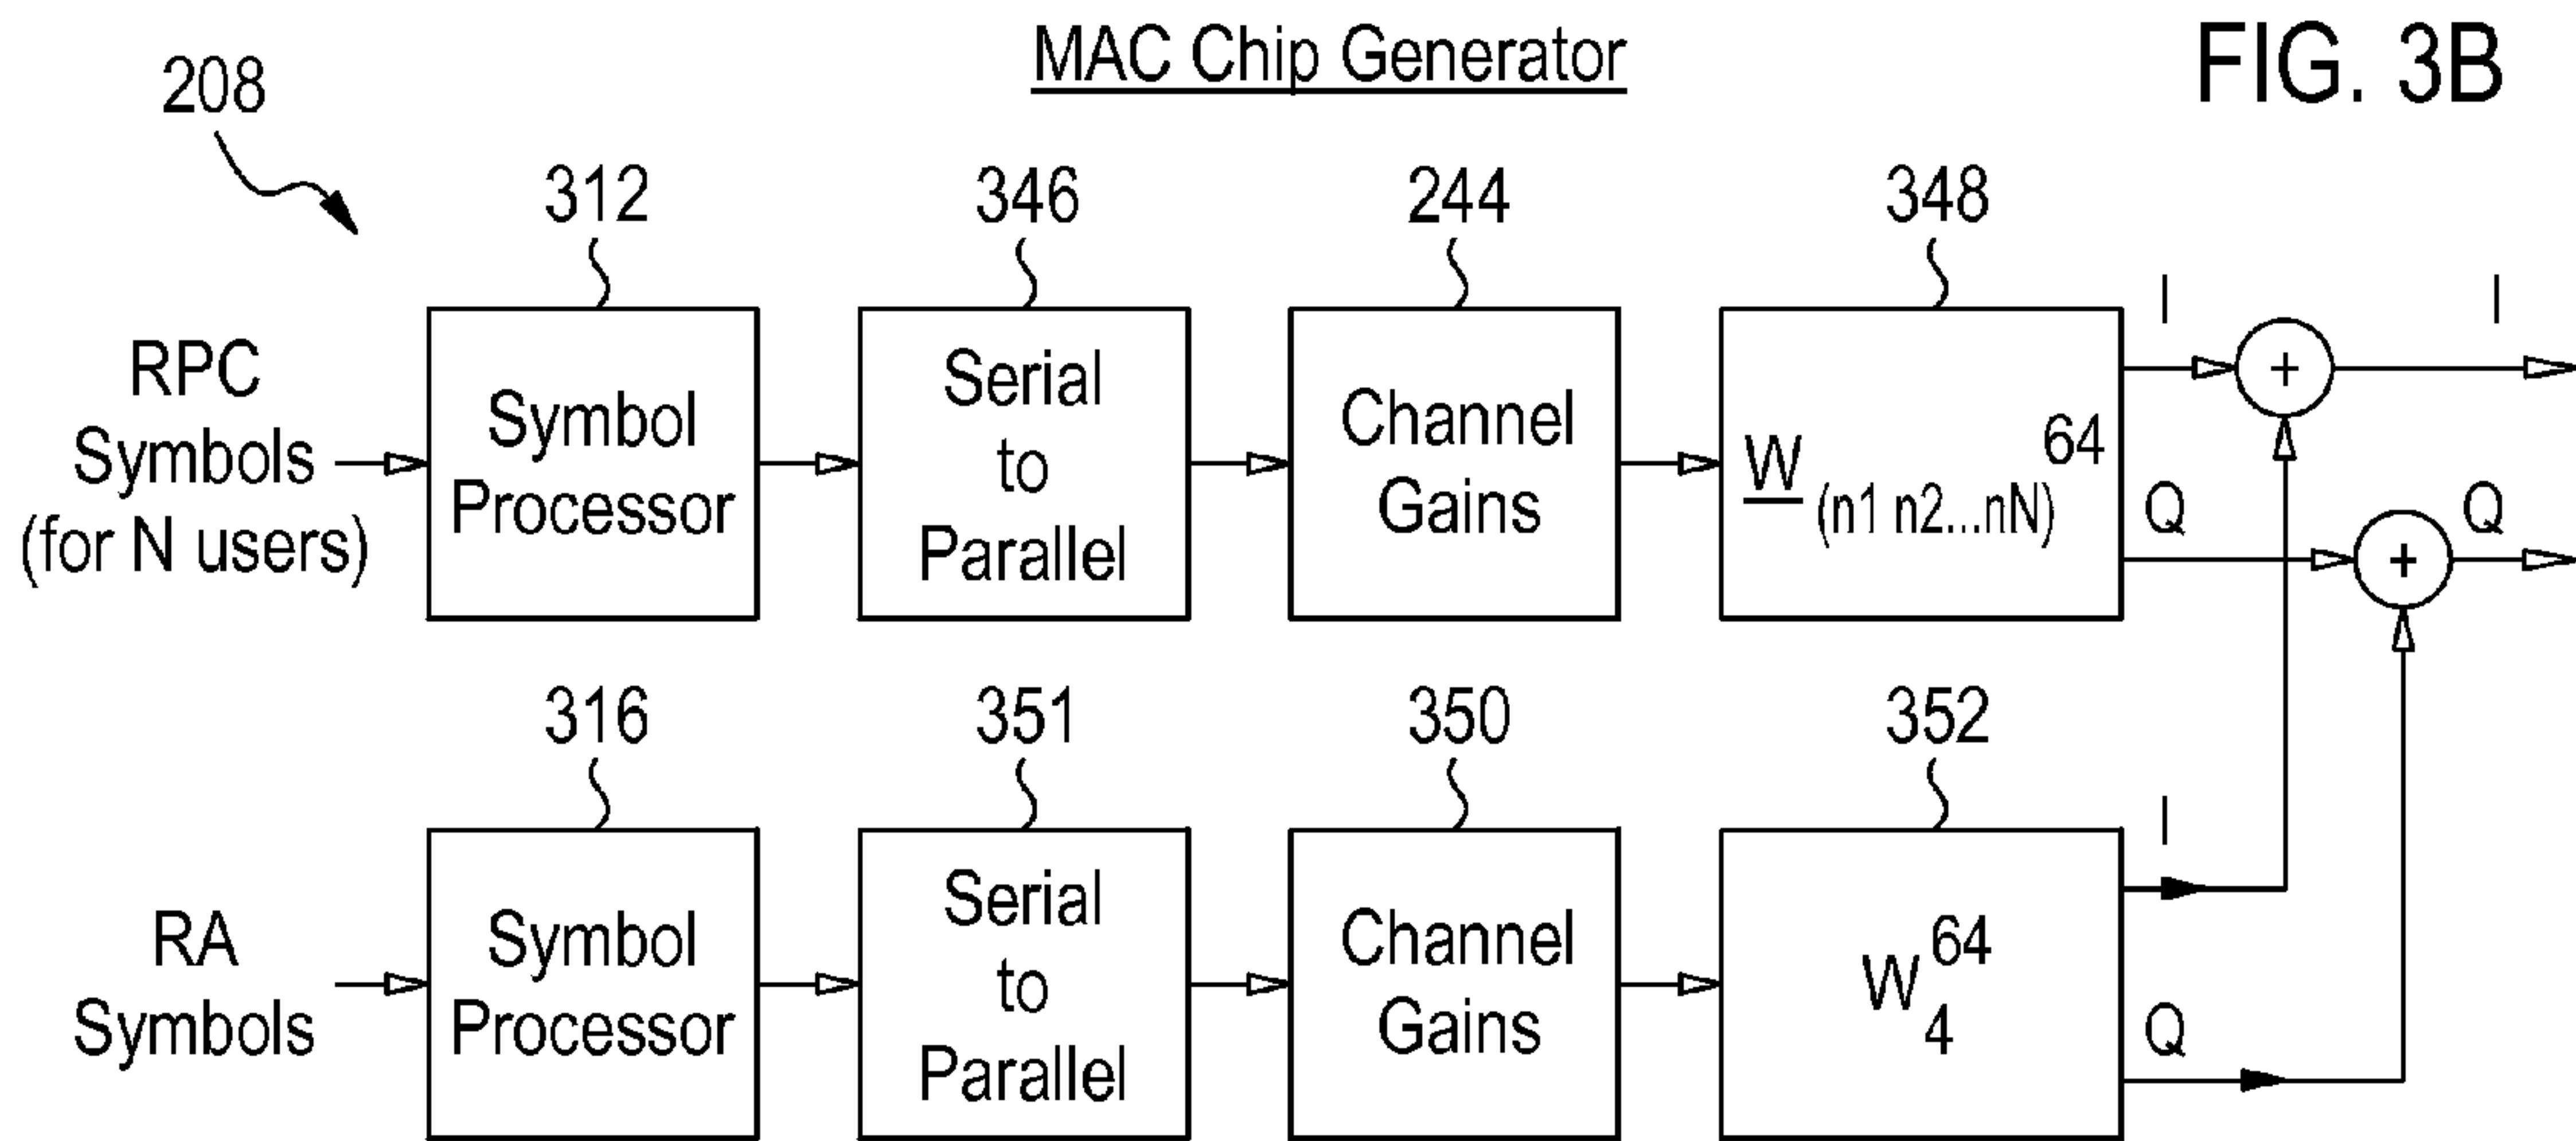 MAC Chip Generator
FIG. 3B
208
312
346
244
348
RPC
Symbols
(for N users)
Symbol
Processor
Serial
to
Parallel
Channel
Gains
W (n1 n2...nN) 64
I
Q
+
+
I
Q
316
351
350
352
RA
Symbols
Symbol
Processor
Serial
to
Parallel
Channel
Gains
W 64 4
I
Q